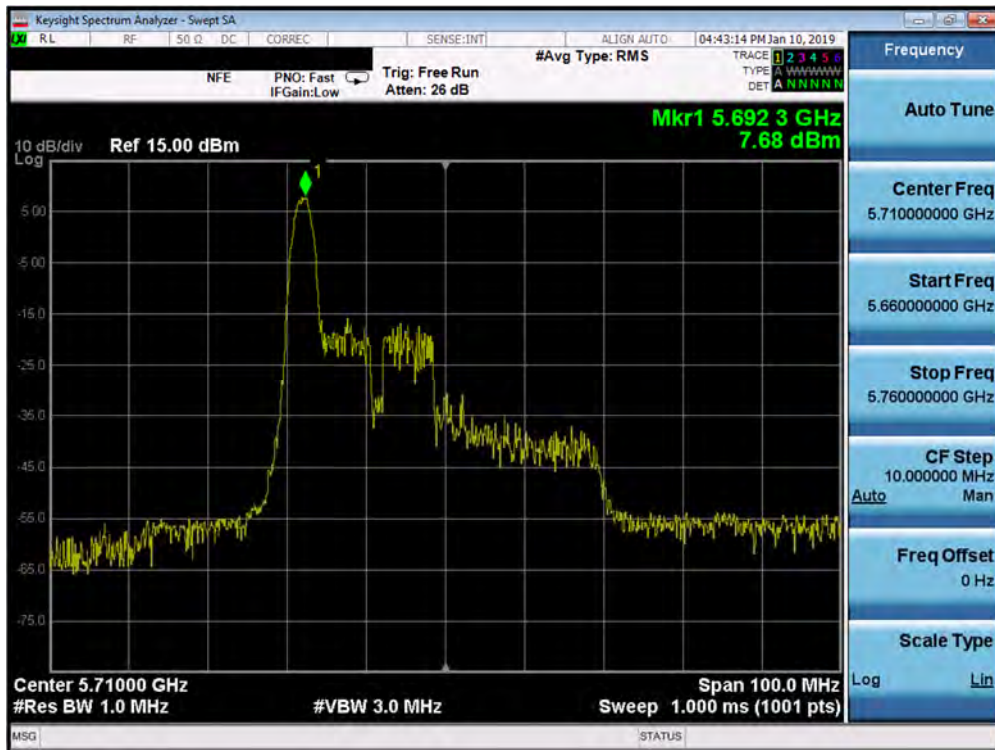 Keysight Spectrum Analyzer - Swept SA
LXI RL RF 50 Ω DC CORREC SENSE:INT ALIGN AUTO 04:43:14 PM Jan 10, 2019
NFE PNO: Fast Trig: Free Run #Avg Type: RMS TRACE 1 2 3 4 5 6
IFGain:Low Atten: 26 dB TYPE A WWWWW
DET A N N N N N
Mkr1 5.692 3 GHz
7.68 dBm
10 dB/div Ref 15.00 dBm
Log
1
5.00
-5.00
-15.0
-25.0
-35.0
-45.0
-55.0
-65.0
-75.0
Center 5.71000 GHz Span 100.0 MHz
#Res BW 1.0 MHz #VBW 3.0 MHz Sweep 1.000 ms (1001 pts)
MSG STATUS
Frequency
Auto Tune
Center Freq
5.710000000 GHz
Start Freq
5.660000000 GHz
Stop Freq
5.760000000 GHz
CF Step
10.000000 MHz
Auto Man
Freq Offset
0 Hz
Scale Type
Log Lin